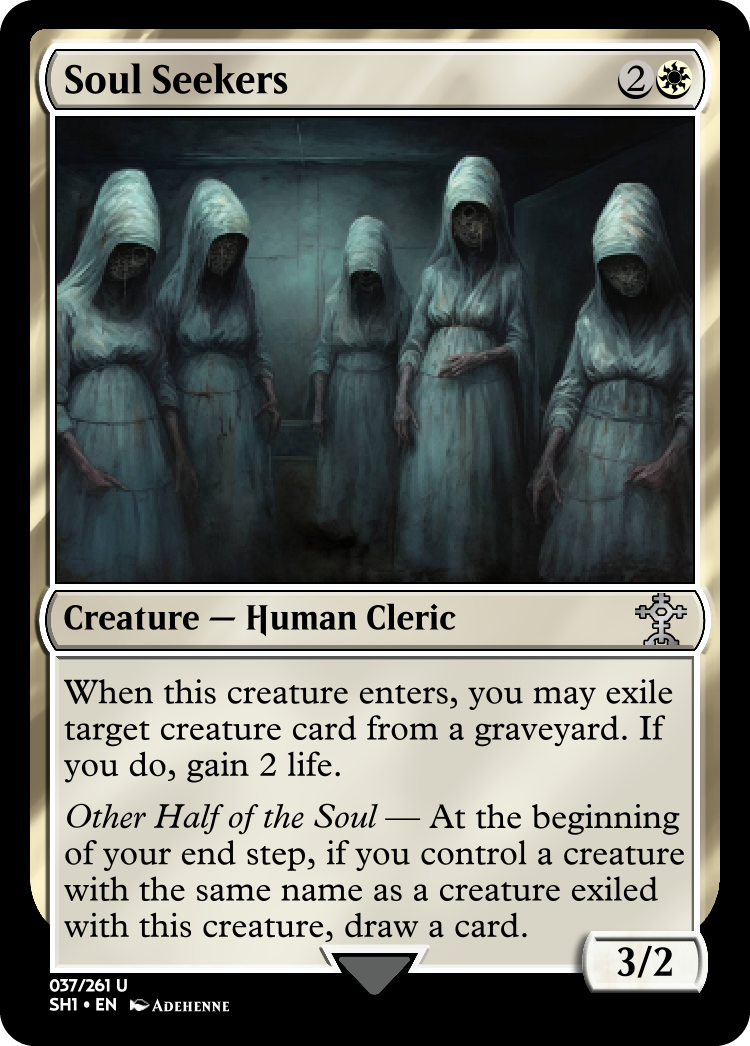 Soul Seekers
2
Creature — Human Cleric
When this creature enters, you may exile
target creature card from a graveyard. If
you do, gain 2 life.
Other Half of the Soul — At the beginning
of your end step, if you control a creature
with the same name as a creature exiled
with this creature, draw a card.
3/2
037/261 U
SH1 • EN ADEHENNE